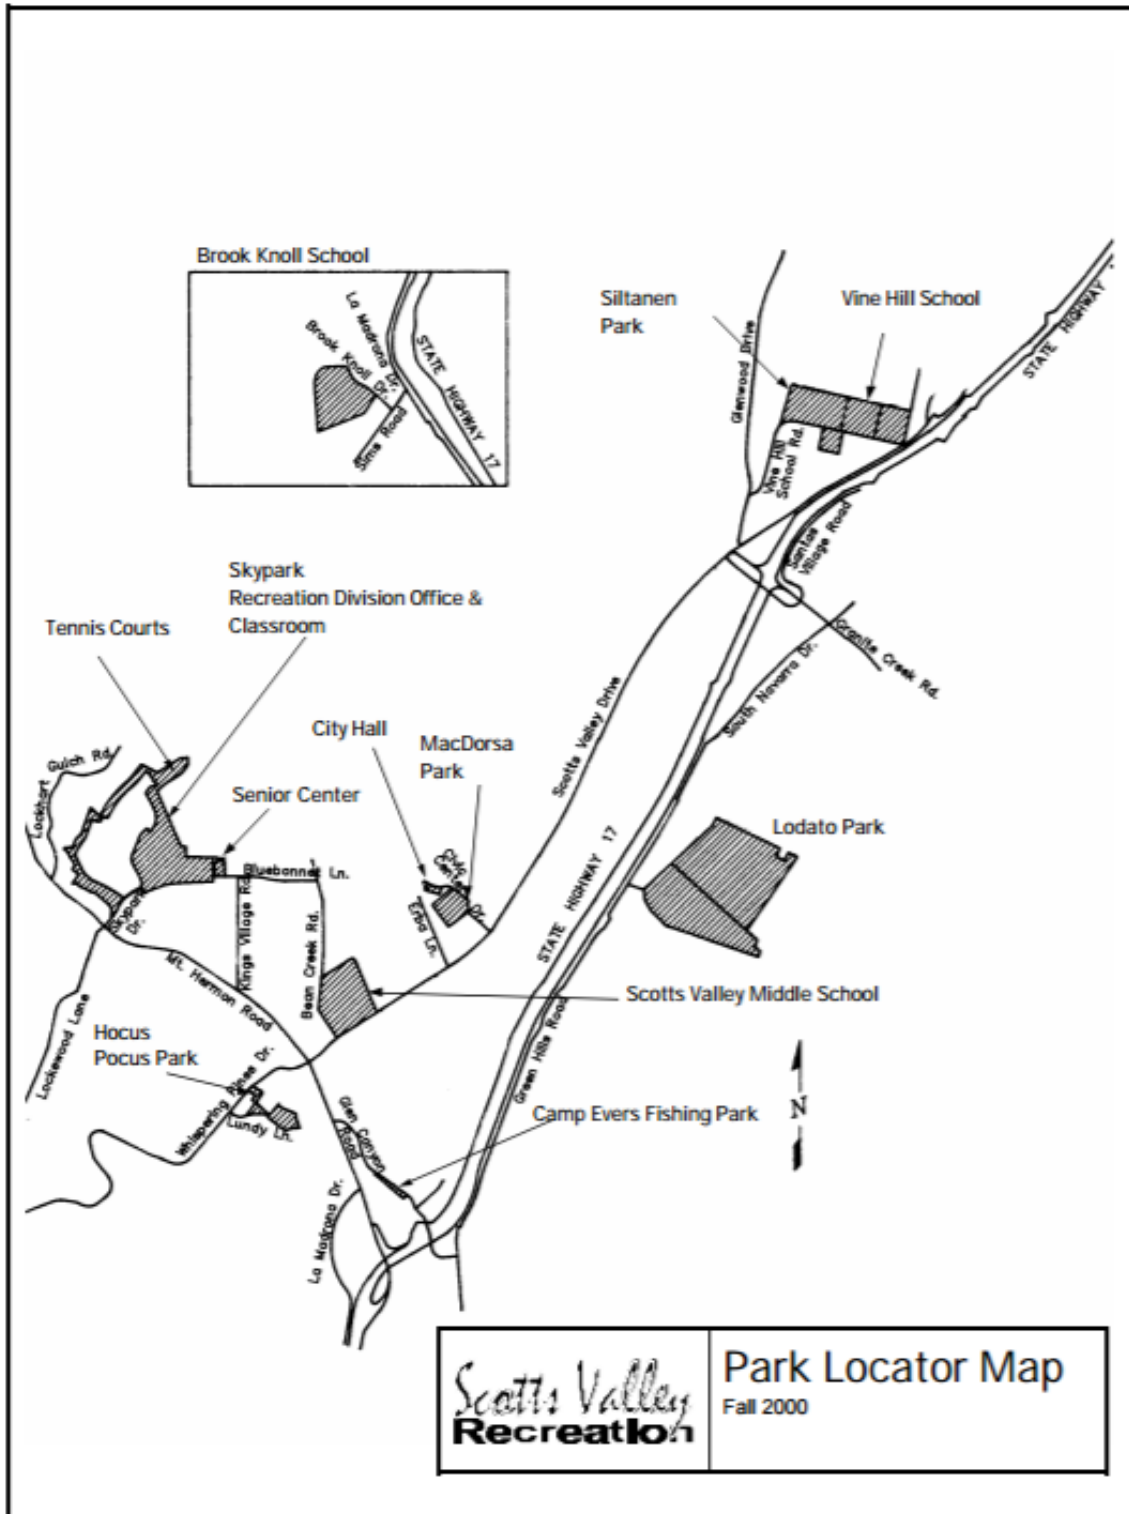 Brook Knoll School
La Madrona Dr.
Brook Knoll Dr.
STATE HIGHWAY 17
Sims Road
Siltanen
Park
Vine Hill School
STATE HIGHWAY
Glenwood Drive
Vine Hill
School Rd.
Santas
Village Road
Granite Creek Rd.
South Navarra Dr.
Skypark
Recreation Division Office &
Classroom
Tennis Courts
City Hall
MacDorsa
Park
Scotts Valley Drive
Lockhart Gulch Rd.
Senior Center
Lodato Park
STATE HIGHWAY 17
Bluebonnet Ln.
Civic
Center
Dr.
Erba Ln.
Skypark
Dr.
Kings Village Rd.
Bean Creek Rd.
Mt. Hermon Road
Scotts Valley Middle School
Lockewood Lane
Green Hills Road
Hocus
Pocus Park
Whispering Pines Dr.
Lundy Ln.
Glen Canyon
Road
Camp Evers Fishing Park
N
La Madrona Dr.
Scotts Valley
Recreation
Park Locator Map
Fall 2000